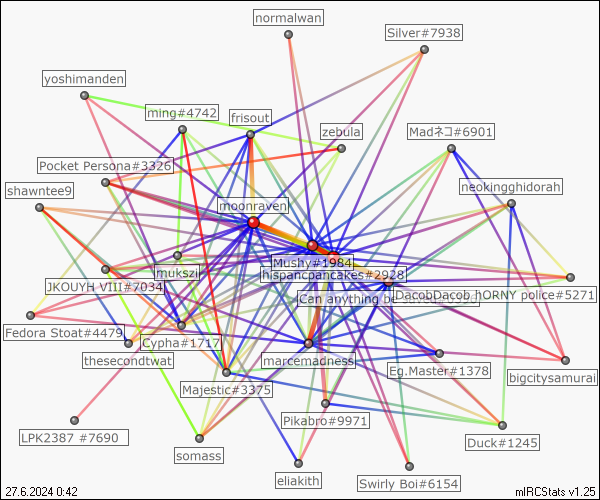 normalwan
Silver#7938
yoshimanden
ming#4742
frisout
zebula
Madネコ#6901
Pocket Persona#3326
shawntee9
neokingghidorah
moonraven
Mushy#1984
mukszi
hispancpancakes#2928
JKOUYH VIII#7034
Can anything be
DacobDacob
hORNY police#5271
Fedora Stoat#4479
Cypha#1717
thesecondtwat
marcemadness
Eg.Master#1378
bigcitysamurai
Majestic#3375
Pikabro#9971
LPK2387 #7690
Duck#1245
somass
eliakith
Swirly Boi#6154
27.6.2024 0:42
mIRCStats v1.25